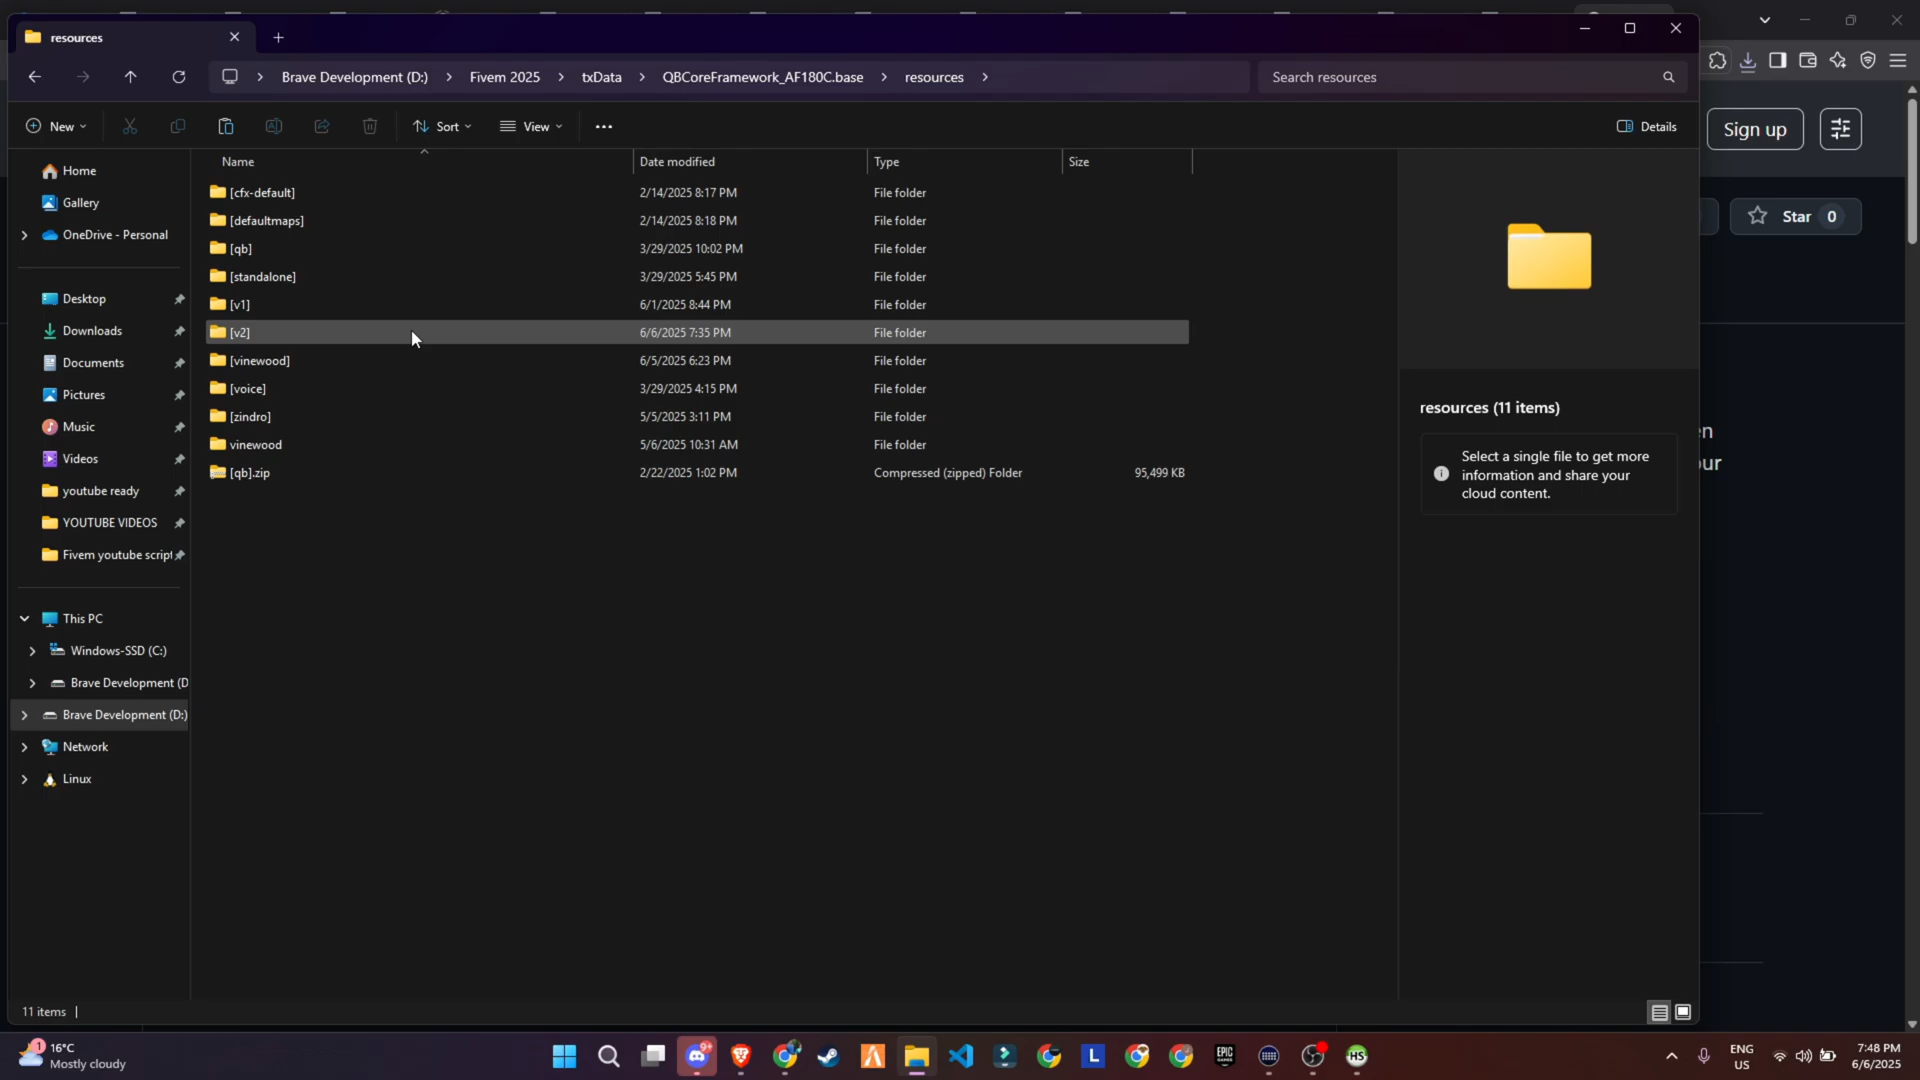 resources
Brave Development (D:) > Fivem 2025 > txData > QBCoreFramework_AF180C.base > resources >
Search resources
New
Sort
View
Details
Sign up
Star 0
Home
Gallery
OneDrive - Personal
Desktop
Downloads
Documents
Pictures
Music
Videos
youtube ready
YOUTUBE VIDEOS
Fivem youtube script
This PC
Windows-SSD (C:)
Brave Development (D
Brave Development (D:)
Network
Linux
Name Date modified Type Size
[cfx-default] 2/14/2025 8:17 PM File folder
[defaultmaps] 2/14/2025 8:18 PM File folder
[qb] 3/29/2025 10:02 PM File folder
[standalone] 3/29/2025 5:45 PM File folder
[v1] 6/1/2025 8:44 PM File folder
[v2] 6/6/2025 7:35 PM File folder
[vinewood] 6/5/2025 6:23 PM File folder
[voice] 3/29/2025 4:15 PM File folder
[zindro] 5/5/2025 3:11 PM File folder
vinewood 5/6/2025 10:31 AM File folder
[qb].zip 2/22/2025 1:02 PM Compressed (zipped) Folder 95,499 KB
resources (11 items)
Select a single file to get more
information and share your
cloud content.
en
our
11 items
1
16°C
Mostly cloudy
9+
L
EPIC
GAMES
HS
ENG
US
7:48 PM
6/6/2025